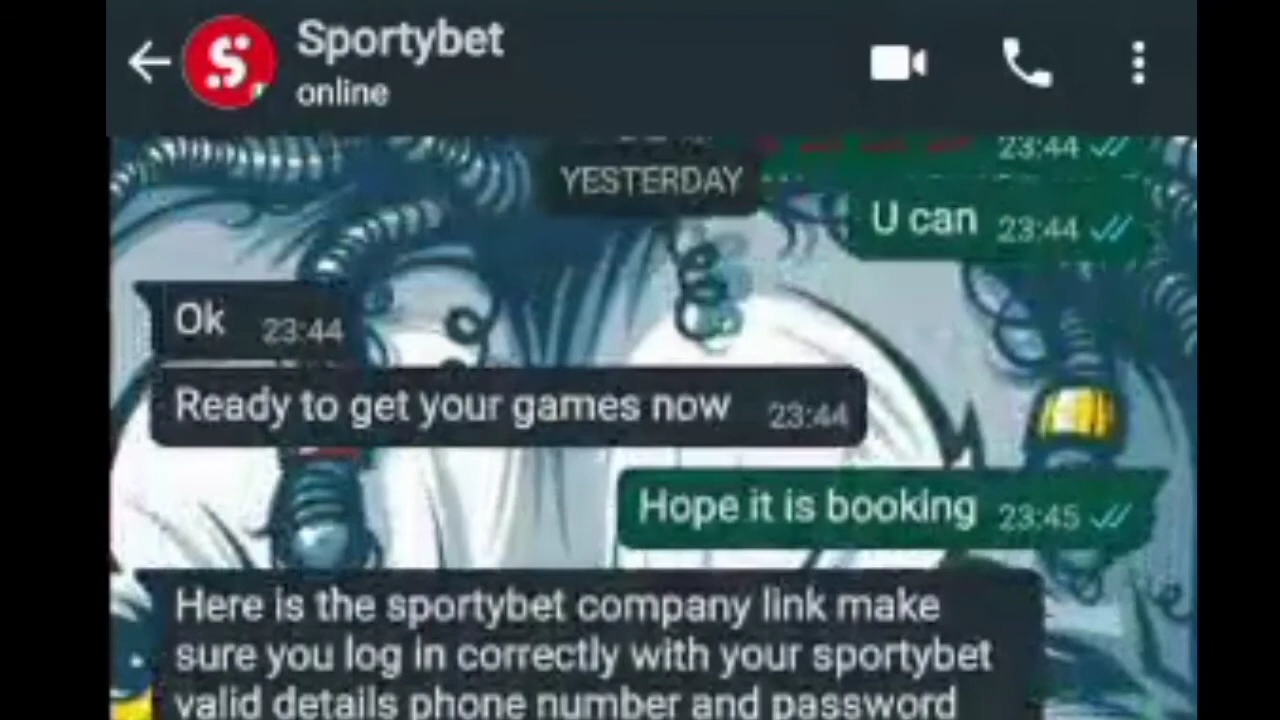 Sportybet
online
23:44
YESTERDAY
U can 23:44
Ok 23:44
Ready to get your games now 23:44
Hope it is booking 23:45
Here is the sportybet company link make
sure you log in correctly with your sportybet
valid details phone number and password